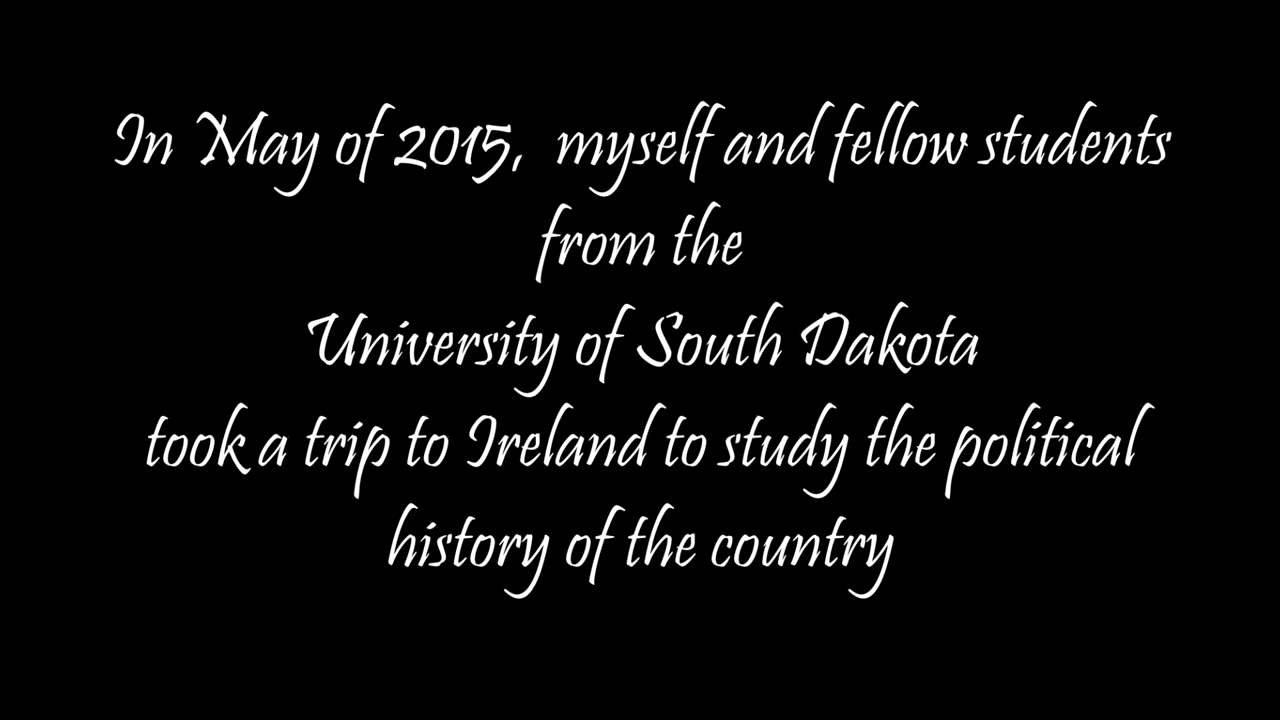 In May of 2015,  myself and fellow students
from the
University of South Dakota
took a trip to Ireland to study the political
history of the country